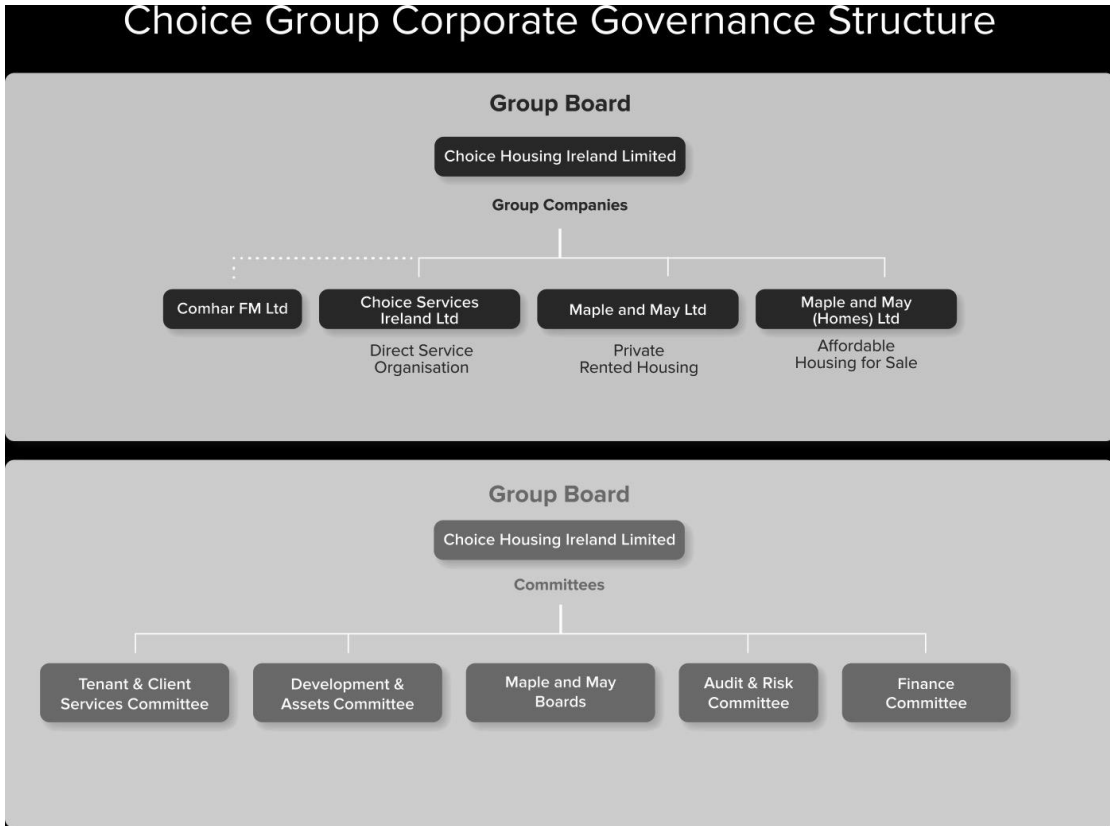 Choice Group Corporate Governance Structure
Group Board
Choice Housing Ireland Limited
Group Companies
Comhar FM Ltd
Choice Services
Ireland Ltd
Maple and May Ltd
Maple and May
(Homes) Ltd
Direct Service
Organisation
Private
Rented Housing
Affordable
Housing for Sale
Group Board
Choice Housing Ireland Limited
Committees
Tenant & Client
Services Committee
Development &
Assets Committee
Maple and May
Boards
Audit & Risk
Committee
Finance
Committee